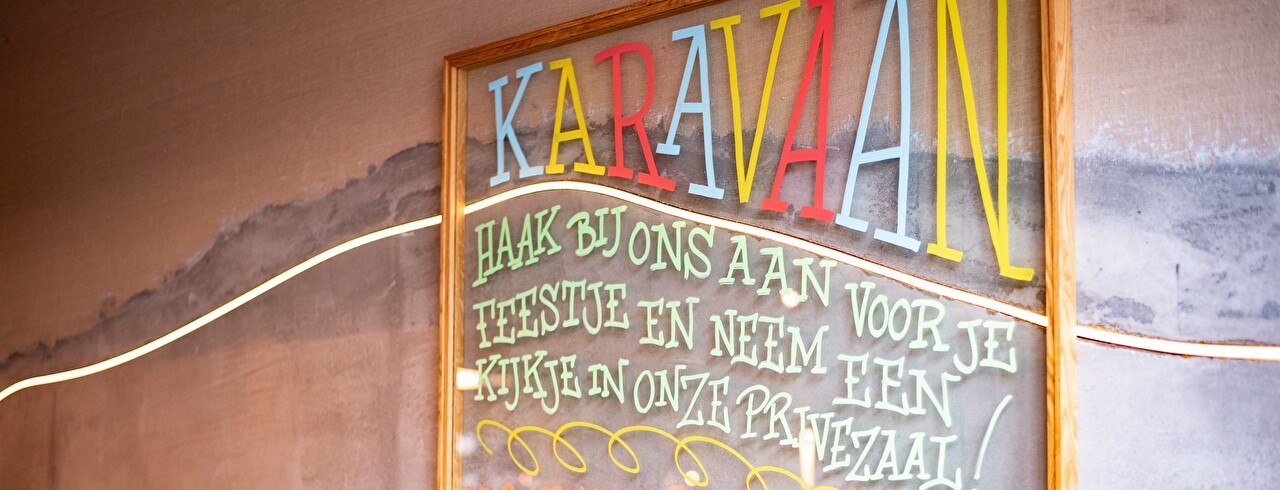 KARAVAAN
HAAK BIJ ONS AAN VOOR JE
FEESTJE EN NEEM EEN
KIJKJE IN ONZE PRIVEZAAL!